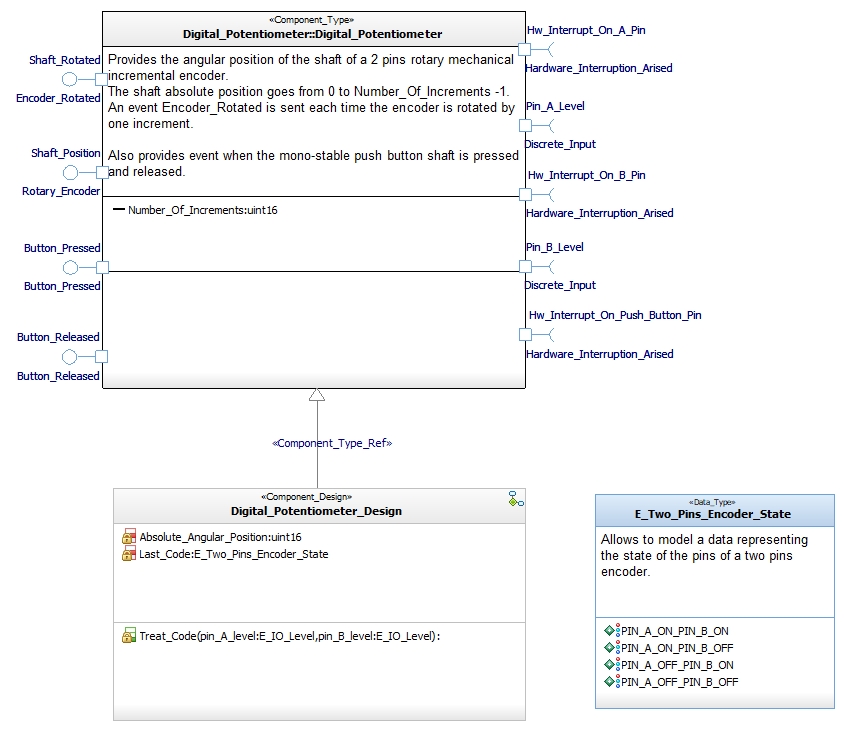 «Component_Type»
Digital_Potentiometer::Digital_Potentiometer
Provides the angular position of the shaft of a 2 pins rotary mechanical
incremental encoder.
The shaft absolute position goes from 0 to Number_Of_Increments -1.
An event Encoder_Rotated is sent each time the encoder is rotated by
one increment.
Also provides event when the mono-stable push button shaft is pressed
and released.
Number_Of_Increments:uint16
Shaft_Rotated
Encoder_Rotated
Shaft_Position
Rotary_Encoder
Button_Pressed
Button_Pressed
Button_Released
Button_Released
Hw_Interrupt_On_A_Pin
Hardware_Interruption_Arised
Pin_A_Level
Discrete_Input
Hw_Interrupt_On_B_Pin
Hardware_Interruption_Arised
Pin_B_Level
Discrete_Input
Hw_Interrupt_On_Push_Button_Pin
Hardware_Interruption_Arised
«Component_Type_Ref»
«Component_Design»
Digital_Potentiometer_Design
Absolute_Angular_Position:uint16
Last_Code:E_Two_Pins_Encoder_State
Treat_Code(pin_A_level:E_IO_Level,pin_B_level:E_IO_Level):
«Data_Type»
E_Two_Pins_Encoder_State
Allows to model a data representing
the state of the pins of a two pins
encoder.
PIN_A_ON_PIN_B_ON
PIN_A_ON_PIN_B_OFF
PIN_A_OFF_PIN_B_ON
PIN_A_OFF_PIN_B_OFF